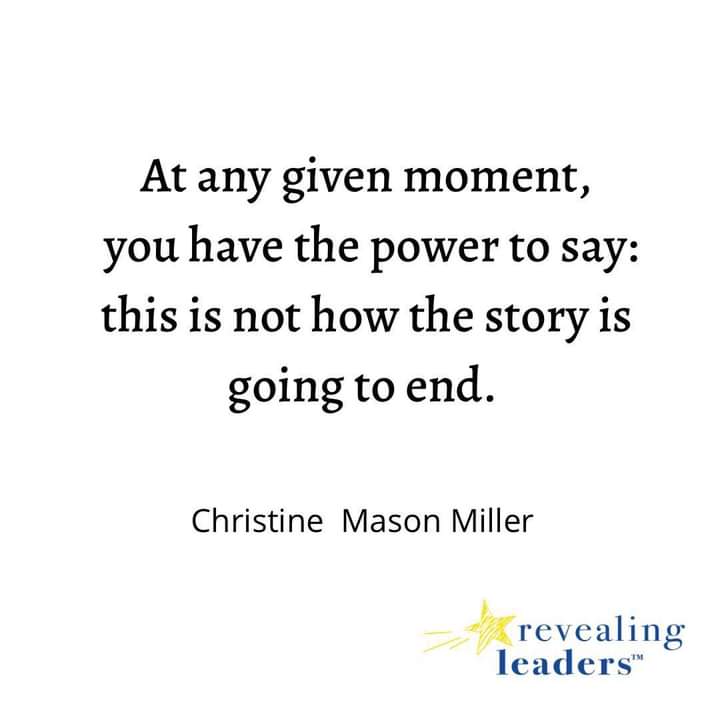 At any given moment,
you have the power to say:
this is not how the story is
going to end.
Christine Mason Miller
revealing
leaders™